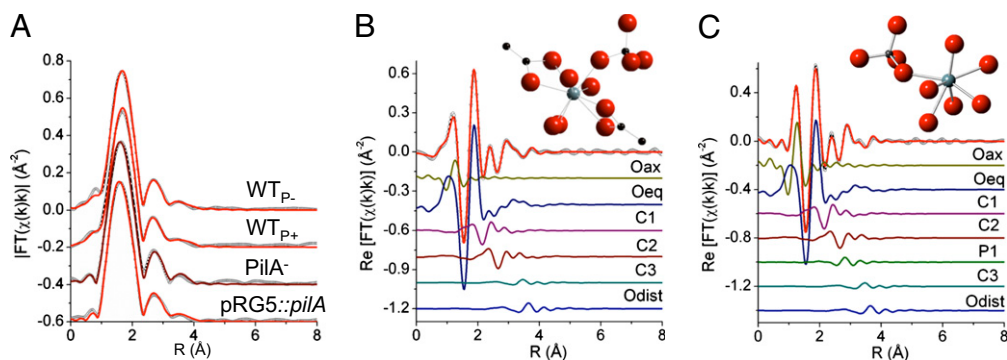 A
|FT(χ(k)k)| (Å⁻²)
0.8
0.6
0.4
0.2
0.0
-0.2
-0.4
-0.6
WT_P-
WT_P+
PilA⁻
pRG5::pilA
0 2 4 6 8
R (Å)
B
Re [FT(χ(k)k)] (Å⁻²)
0.6
0.3
0.0
-0.3
-0.6
-0.9
-1.2
Oax
Oeq
C1
C2
C3
Odist
0 2 4 6 8
R (Å)
C
Re [FT(χ(k)k)] (Å⁻²)
0.4
0.0
-0.4
-0.8
-1.2
Oax
Oeq
C1
C2
P1
C3
Odist
0 2 4 6 8
R (Å)